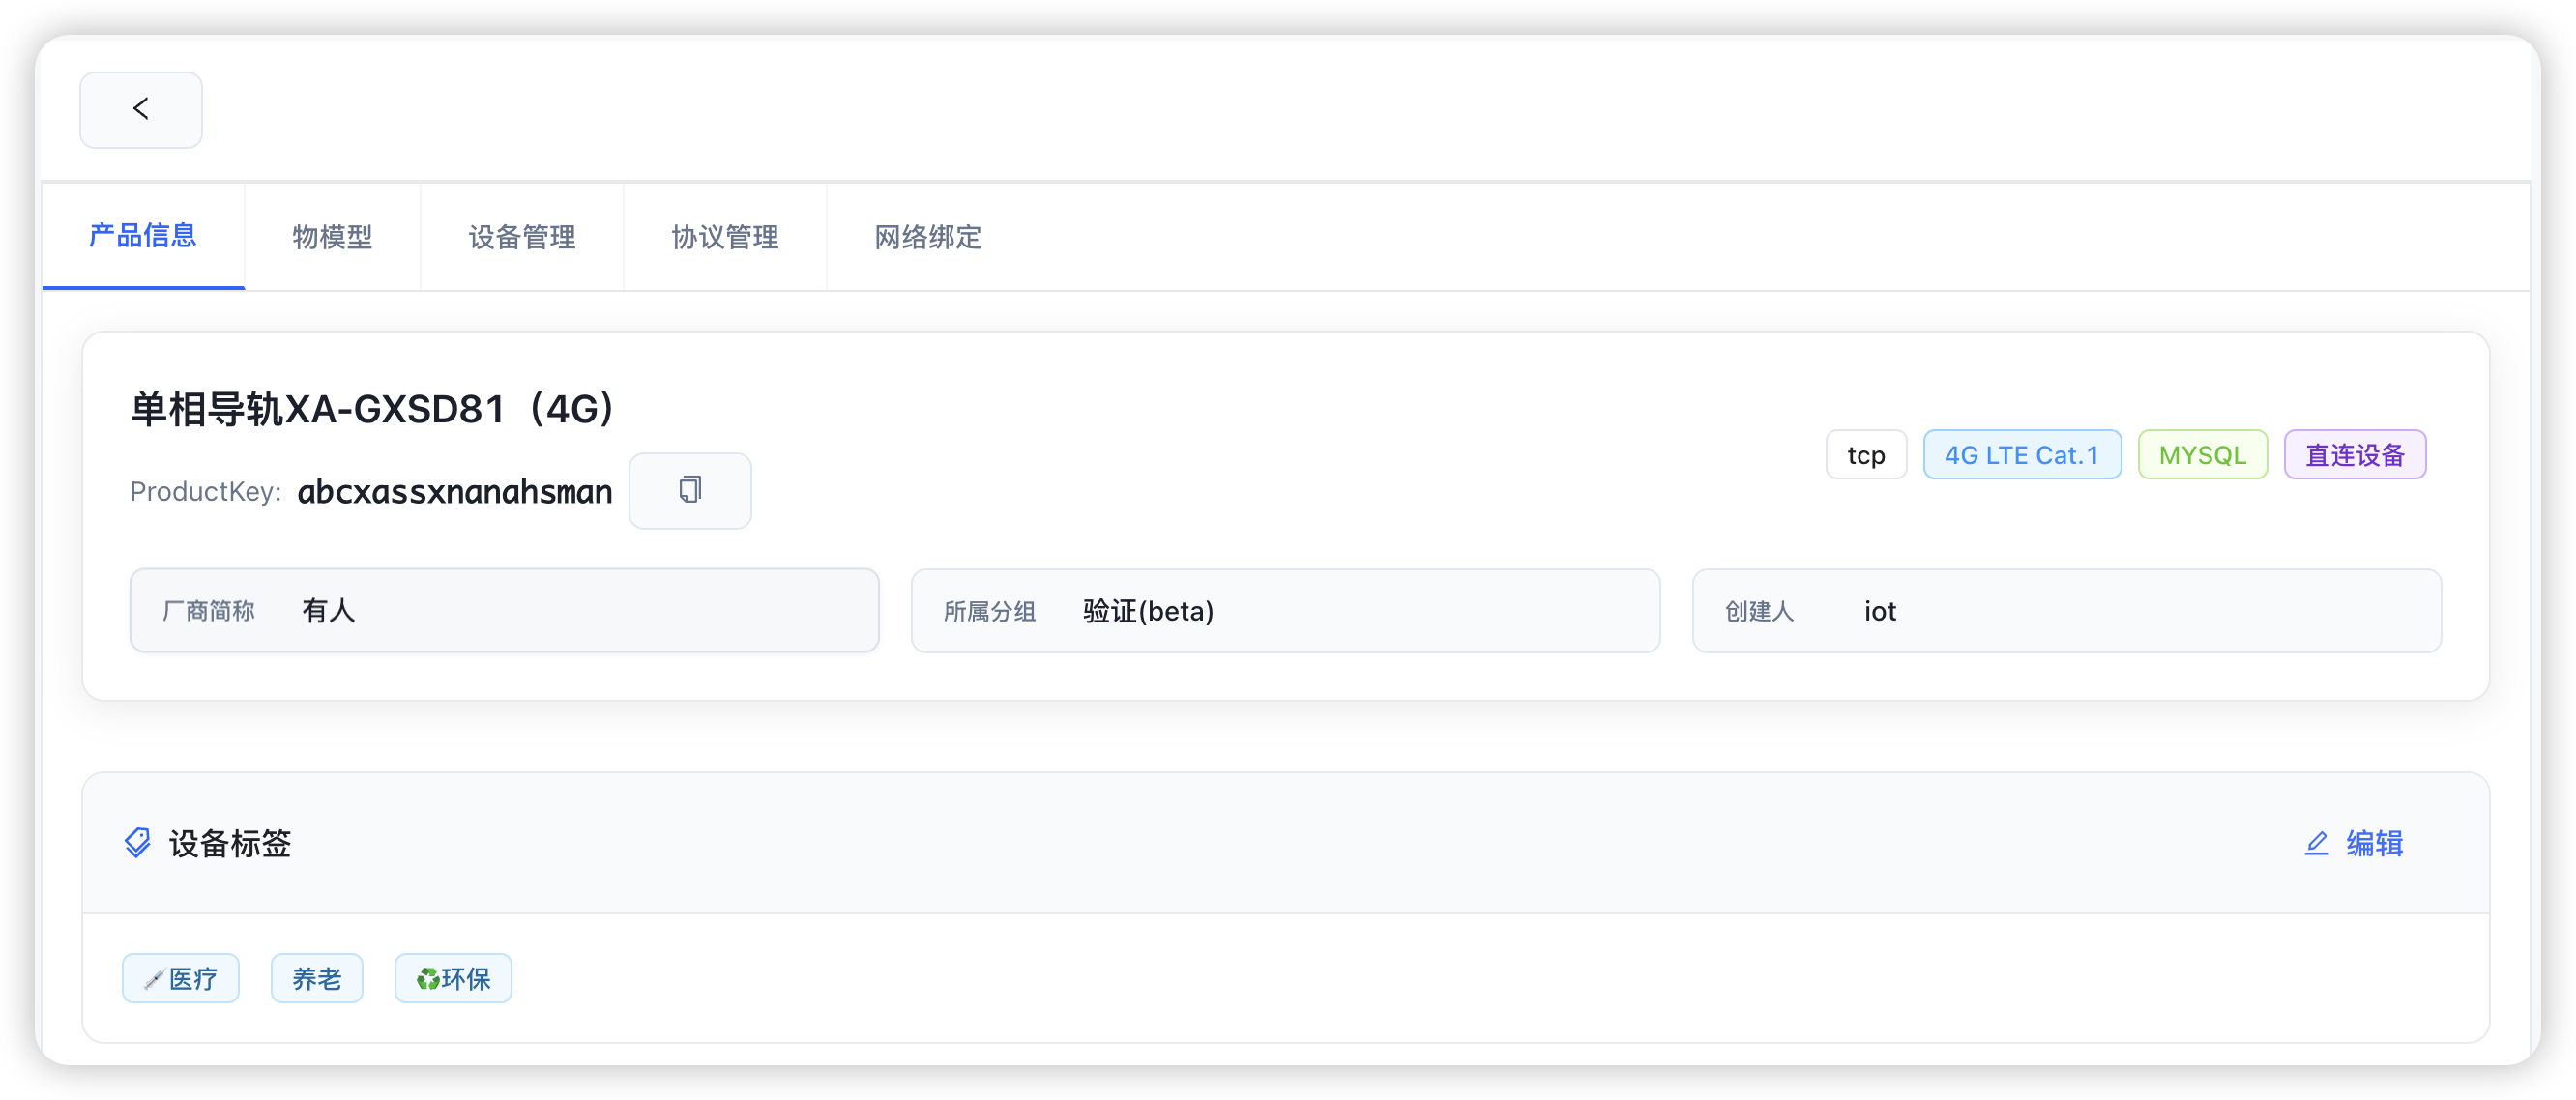 产品信息 物模型 设备管理 协议管理 网络绑定
单相导轨XA-GXSD81（4G）
tcp 4G LTE Cat.1 MYSQL 直连设备
ProductKey: abcxassxnanahsman
厂商简称 有人 所属分组 验证(beta) 创建人 iot
设备标签 编辑
💉医疗 养老 ♻️环保